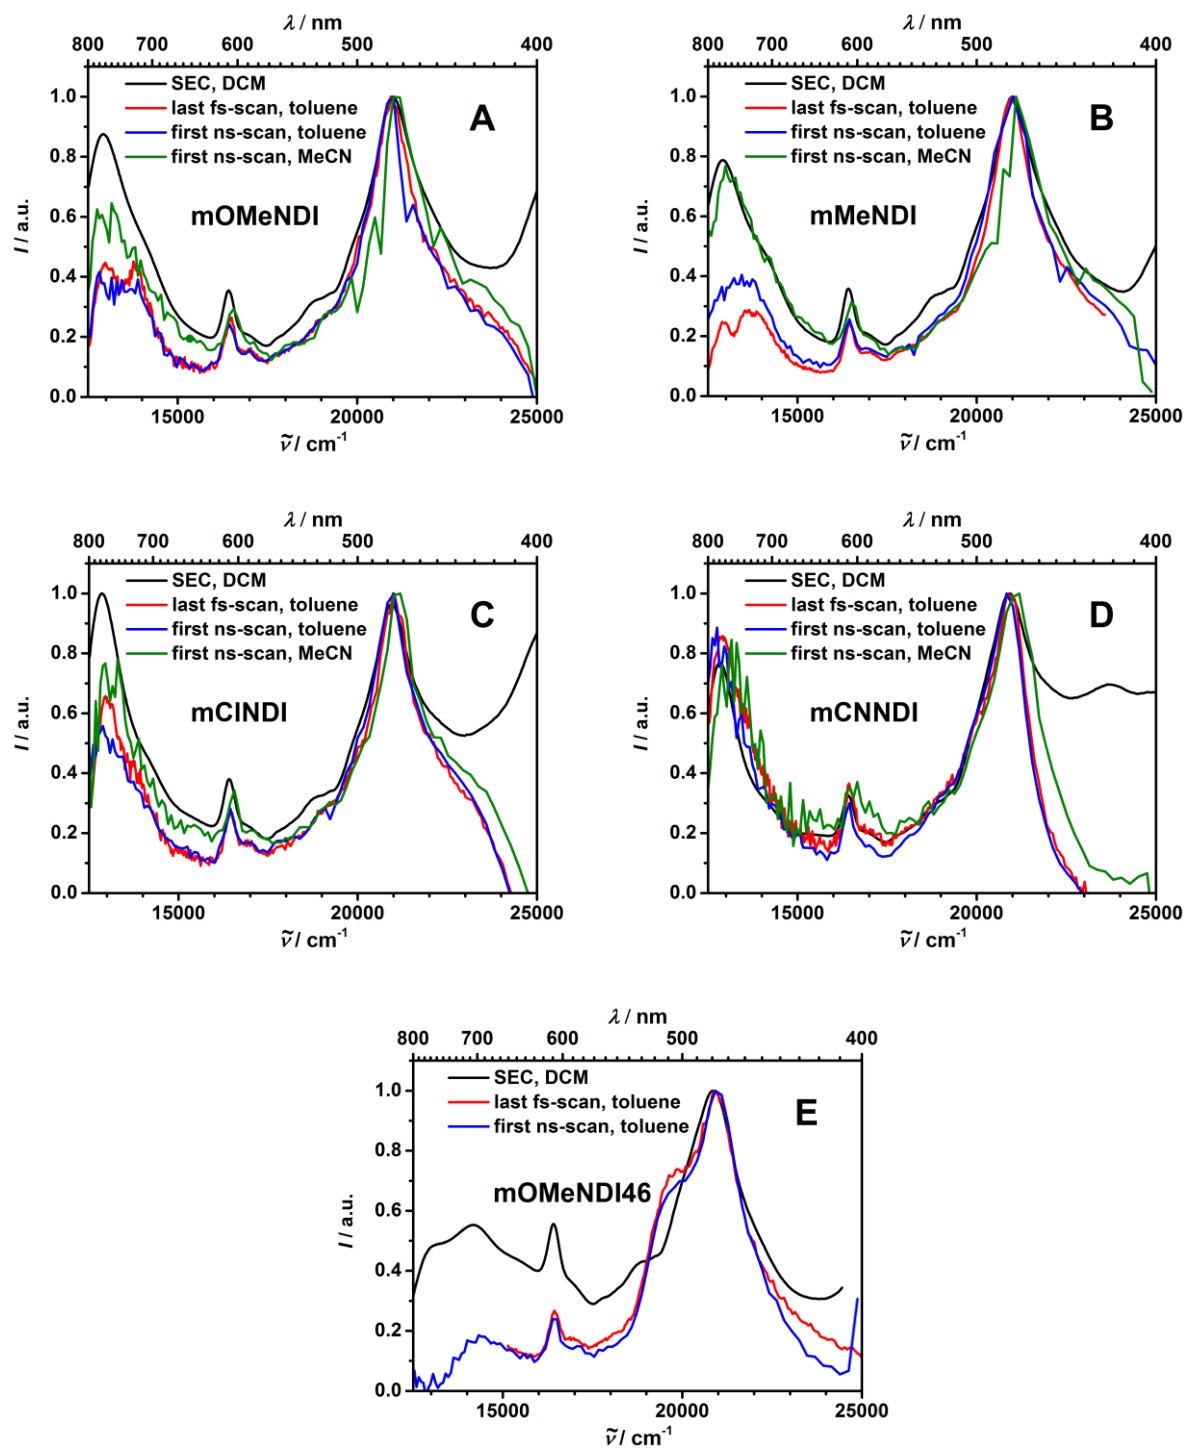 λ / nm
800 700 600 500 400
SEC, DCM
last fs-scan, toluene
first ns-scan, toluene
first ns-scan, MeCN
A
mOMeNDI
I / a.u.
1.0
0.8
0.6
0.4
0.2
0.0
15000 20000 25000
ṽ / cm⁻¹
λ / nm
800 700 600 500 400
SEC, DCM
last fs-scan, toluene
first ns-scan, toluene
first ns-scan, MeCN
B
mMeNDI
I / a.u.
1.0
0.8
0.6
0.4
0.2
0.0
15000 20000 25000
ṽ / cm⁻¹
λ / nm
800 700 600 500 400
SEC, DCM
last fs-scan, toluene
first ns-scan, toluene
first ns-scan, MeCN
C
mClNDI
I / a.u.
1.0
0.8
0.6
0.4
0.2
0.0
15000 20000 25000
ṽ / cm⁻¹
λ / nm
800 700 600 500 400
SEC, DCM
last fs-scan, toluene
first ns-scan, toluene
first ns-scan, MeCN
D
mCNNDI
I / a.u.
1.0
0.8
0.6
0.4
0.2
0.0
15000 20000 25000
ṽ / cm⁻¹
λ / nm
800 700 600 500 400
SEC, DCM
last fs-scan, toluene
first ns-scan, toluene
E
mOMeNDI46
I / a.u.
1.0
0.8
0.6
0.4
0.2
0.0
15000 20000 25000
ṽ / cm⁻¹